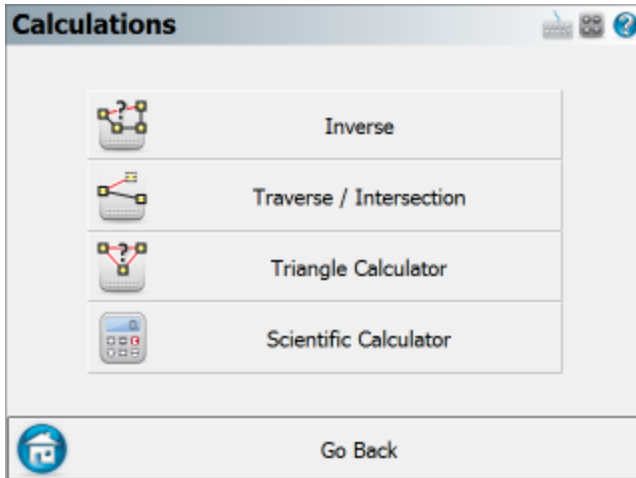 Calculations
Inverse
Traverse / Intersection
Triangle Calculator
Scientific Calculator
Go Back